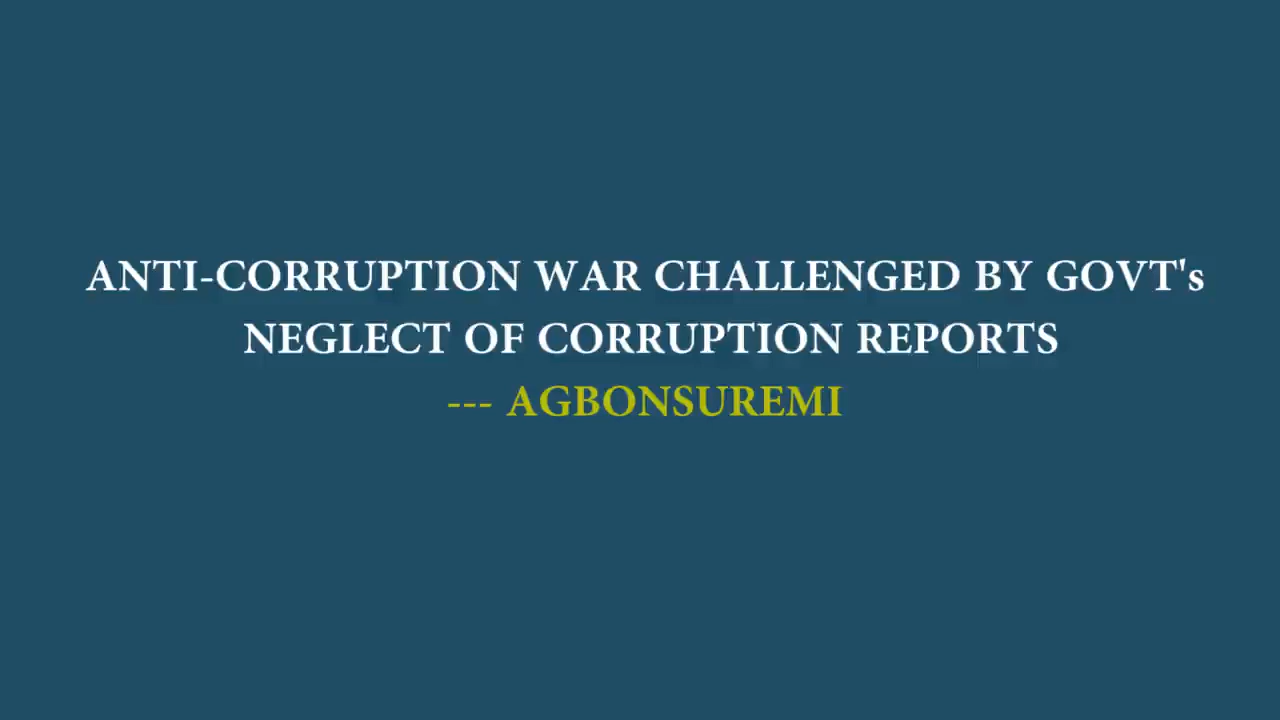 ANTI-CORRUPTION WAR CHALLENGED BY GOVT's
NEGLECT OF CORRUPTION REPORTS
--- AGBONSUREMI